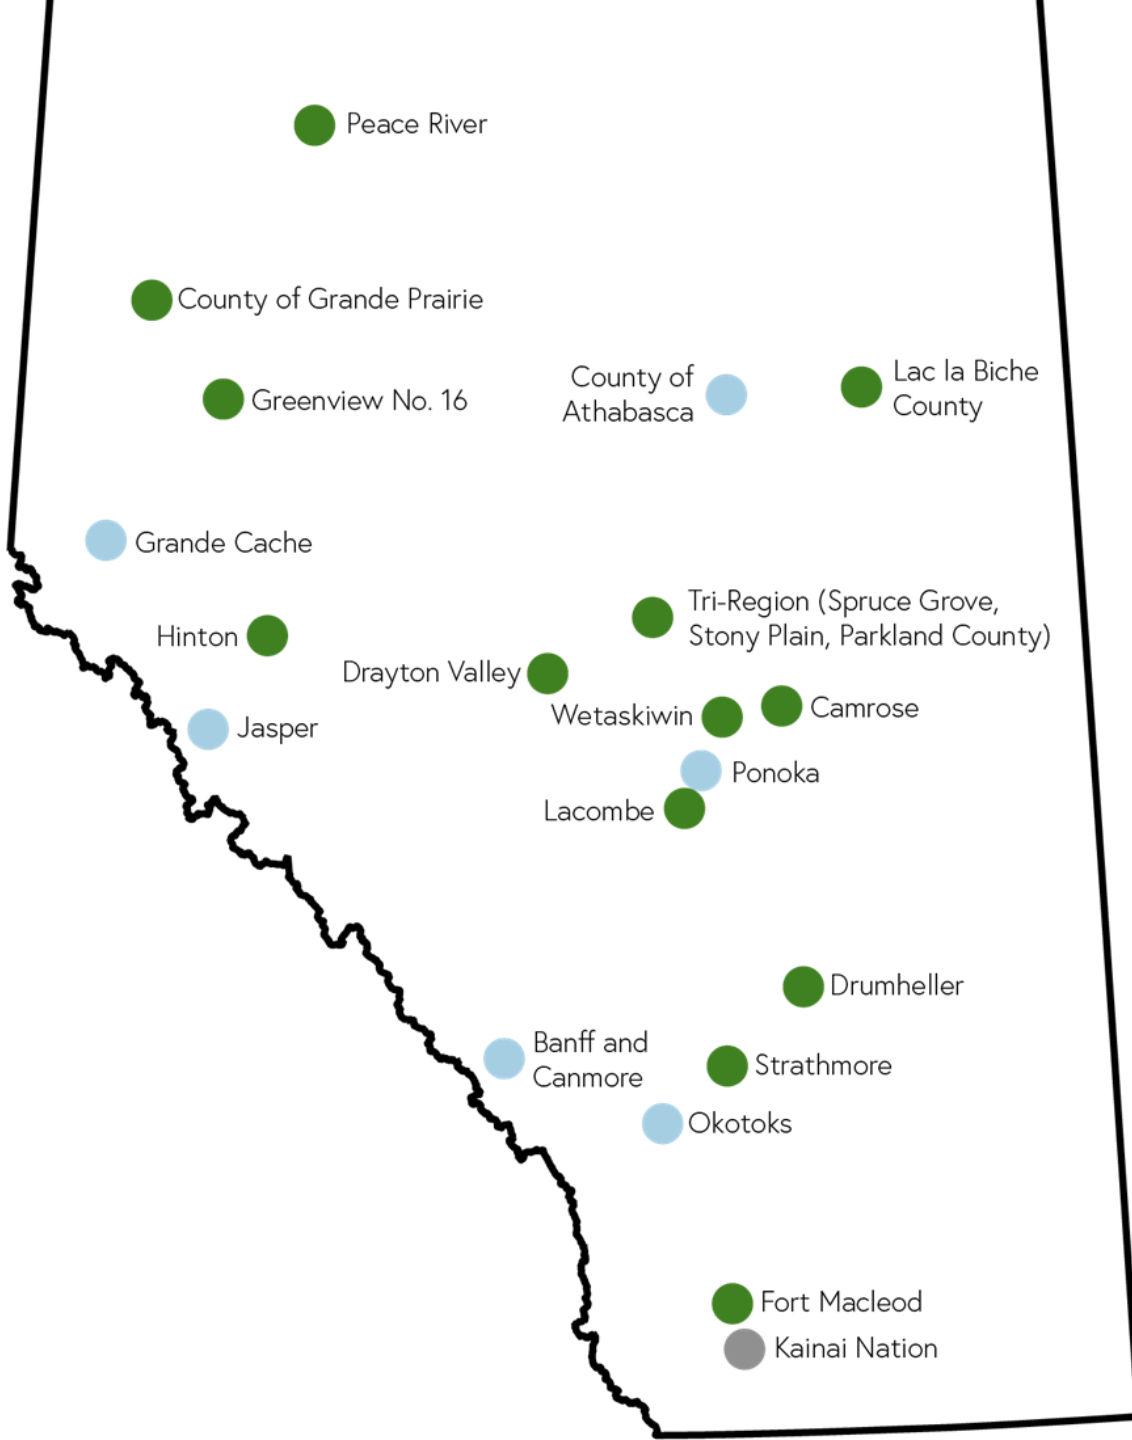 Peace River
County of Grande Prairie
Greenview No. 16
County of
Athabasca
Lac la Biche
County
Grande Cache
Hinton
Tri-Region (Spruce Grove,
Stony Plain, Parkland County)
Drayton Valley
Wetaskiwin
Camrose
Jasper
Ponoka
Lacombe
Drumheller
Banff and
Canmore
Strathmore
Okotoks
Fort Macleod
Kainai Nation